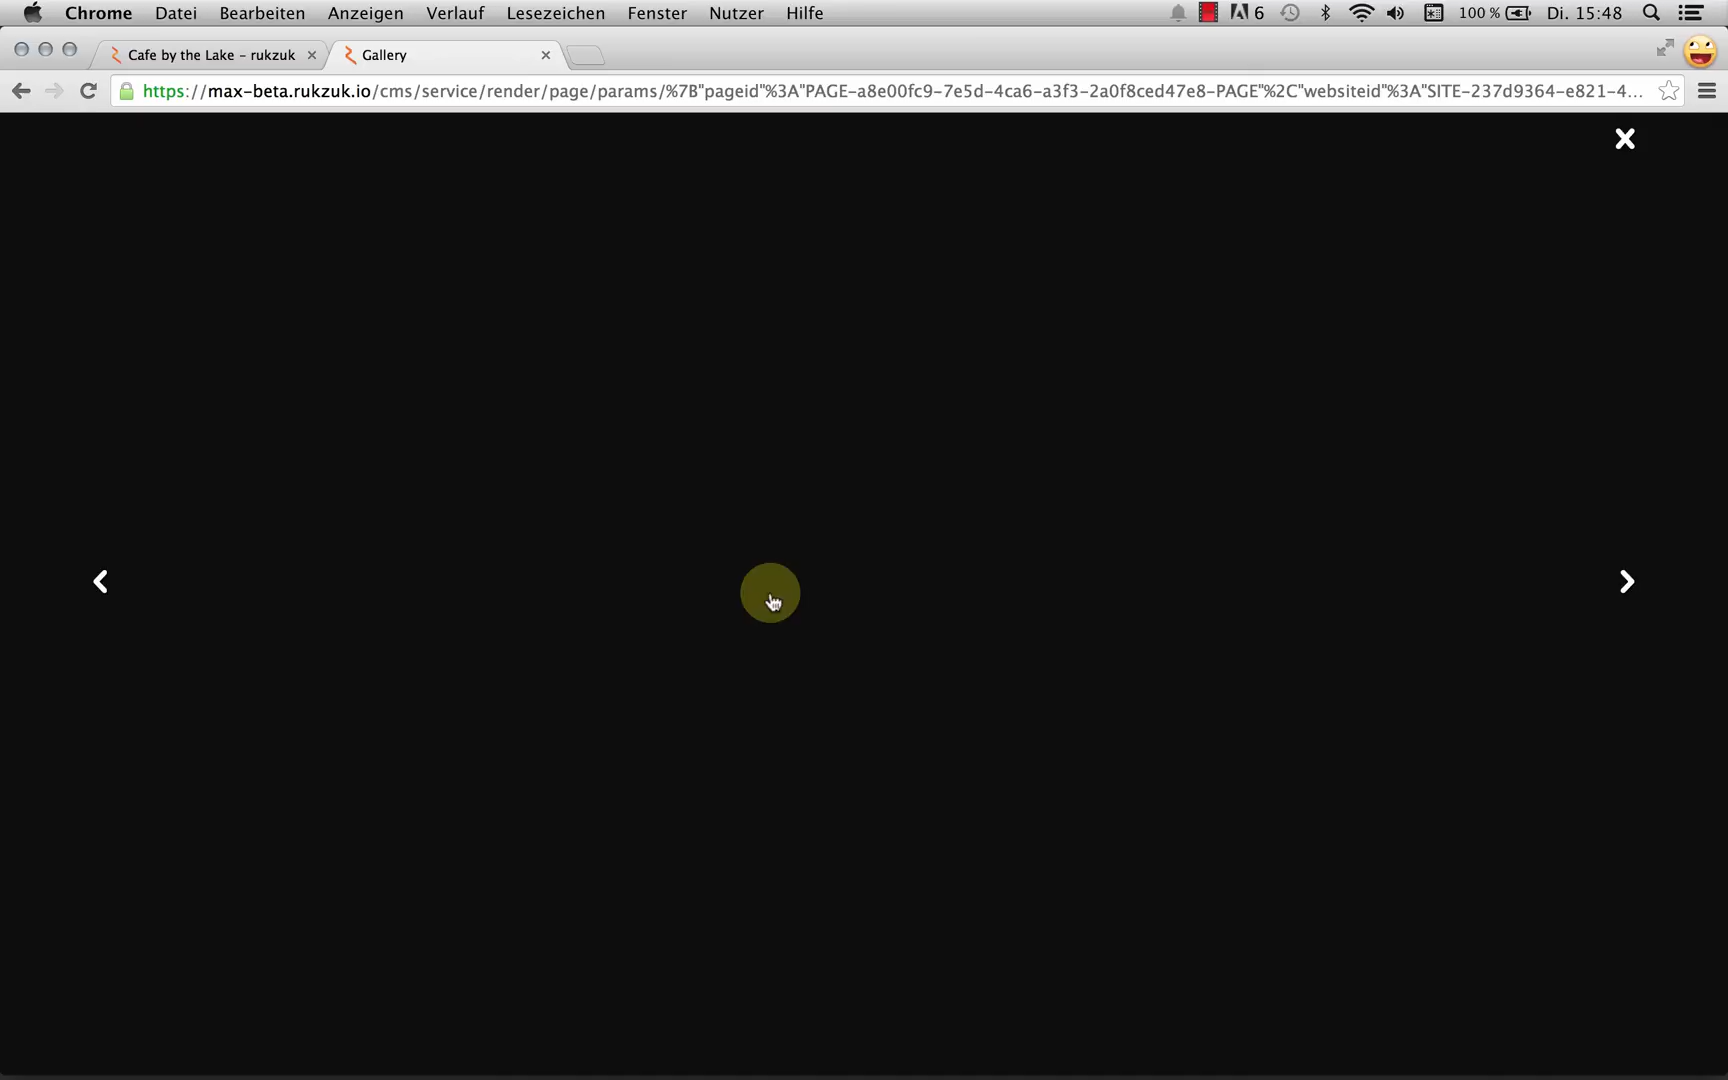 Chrome Datei Bearbeiten Anzeigen Verlauf Lesezeichen Fenster Nutzer Hilfe 6 100 % Di. 15:48
Cafe by the Lake – rukzuk Gallery
https://max-beta.rukzuk.io/cms/service/render/page/params/%7B"pageid"%3A"PAGE-a8e00fc9-7e5d-4ca6-a3f3-2a0f8ced47e8-PAGE"%2C"websiteid"%3A"SITE-237d9364-e821-4...